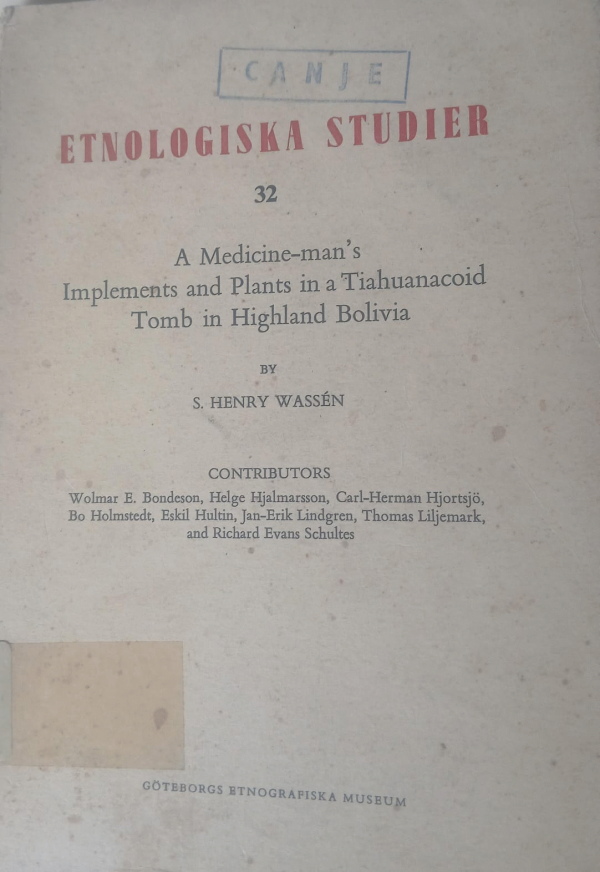 CANJE
ETNOLOGISKA STUDIER
32
A Medicine-man's
Implements and Plants in a Tiahuanacoid
Tomb in Highland Bolivia
BY
S. HENRY WASSÉN
CONTRIBUTORS
Wolmar E. Bondeson, Helge Hjalmarsson, Carl-Herman Hjortsjö,
Bo Holmstedt, Eskil Hultin, Jan-Erik Lindgren, Thomas Liljemark,
and Richard Evans Schultes
GÖTEBORGS ETNOGRAFISKA MUSEUM